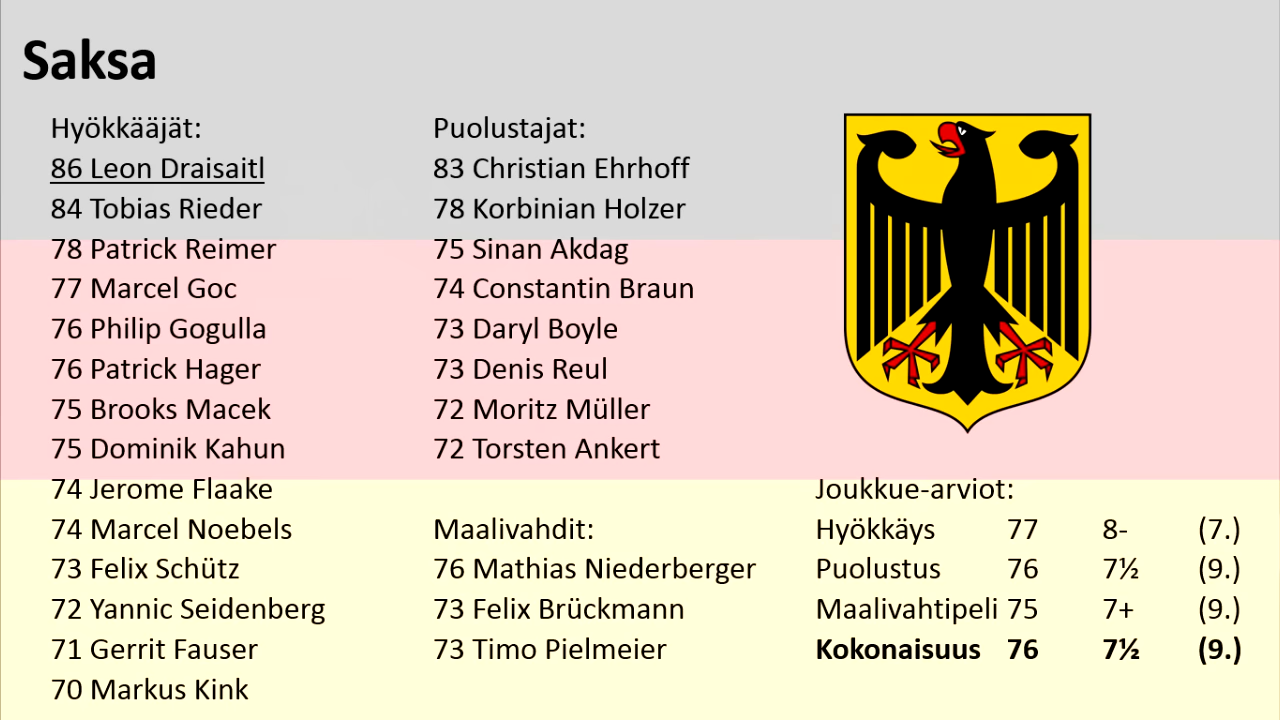 Saksa
Hyökkääjät:
86 Leon Draisaitl
84 Tobias Rieder
78 Patrick Reimer
77 Marcel Goc
76 Philip Gogulla
76 Patrick Hager
75 Brooks Macek
75 Dominik Kahun
74 Jerome Flaake
74 Marcel Noebels
73 Felix Schütz
72 Yannic Seidenberg
71 Gerrit Fauser
70 Markus Kink
Puolustajat:
83 Christian Ehrhoff
78 Korbinian Holzer
75 Sinan Akdag
74 Constantin Braun
73 Daryl Boyle
73 Denis Reul
72 Moritz Müller
72 Torsten Ankert
Maalivahdit:
76 Mathias Niederberger
73 Felix Brückmann
73 Timo Pielmeier
Joukkue-arviot:
Hyökkäys 77 8- (7.)
Puolustus 76 7½ (9.)
Maalivahtipeli 75 7+ (9.)
Kokonaisuus 76 7½ (9.)